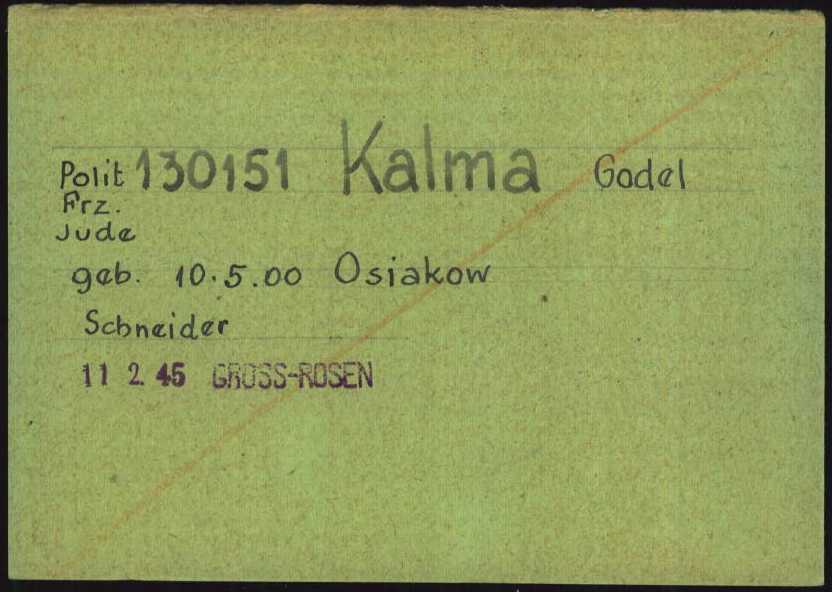 Polit 130151 Kalma Godel
Frz.
Jude
geb. 10.5.00 Osiakow
Schneider
11 2. 45 GROSS-ROSEN